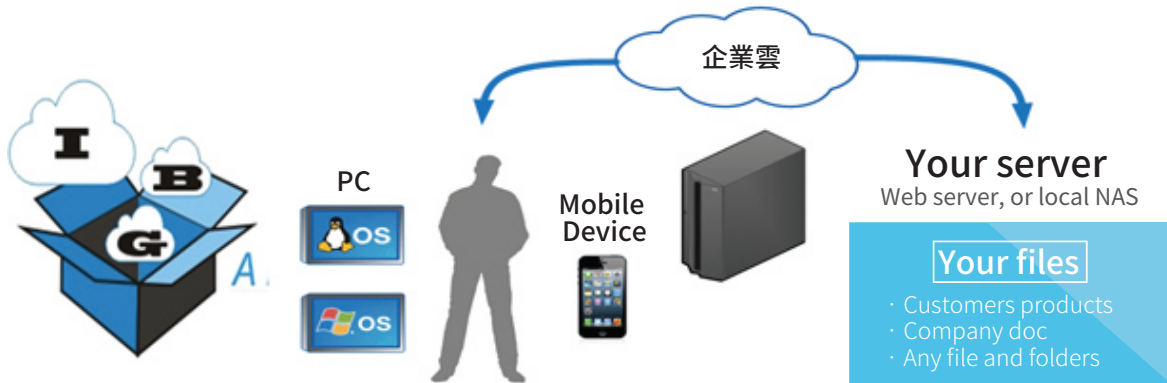 企業雲
I
B
G
A
PC
OS
OS
Mobile
Device
Your server
Web server, or local NAS
Your files
· Customers products
· Company doc
· Any file and folders